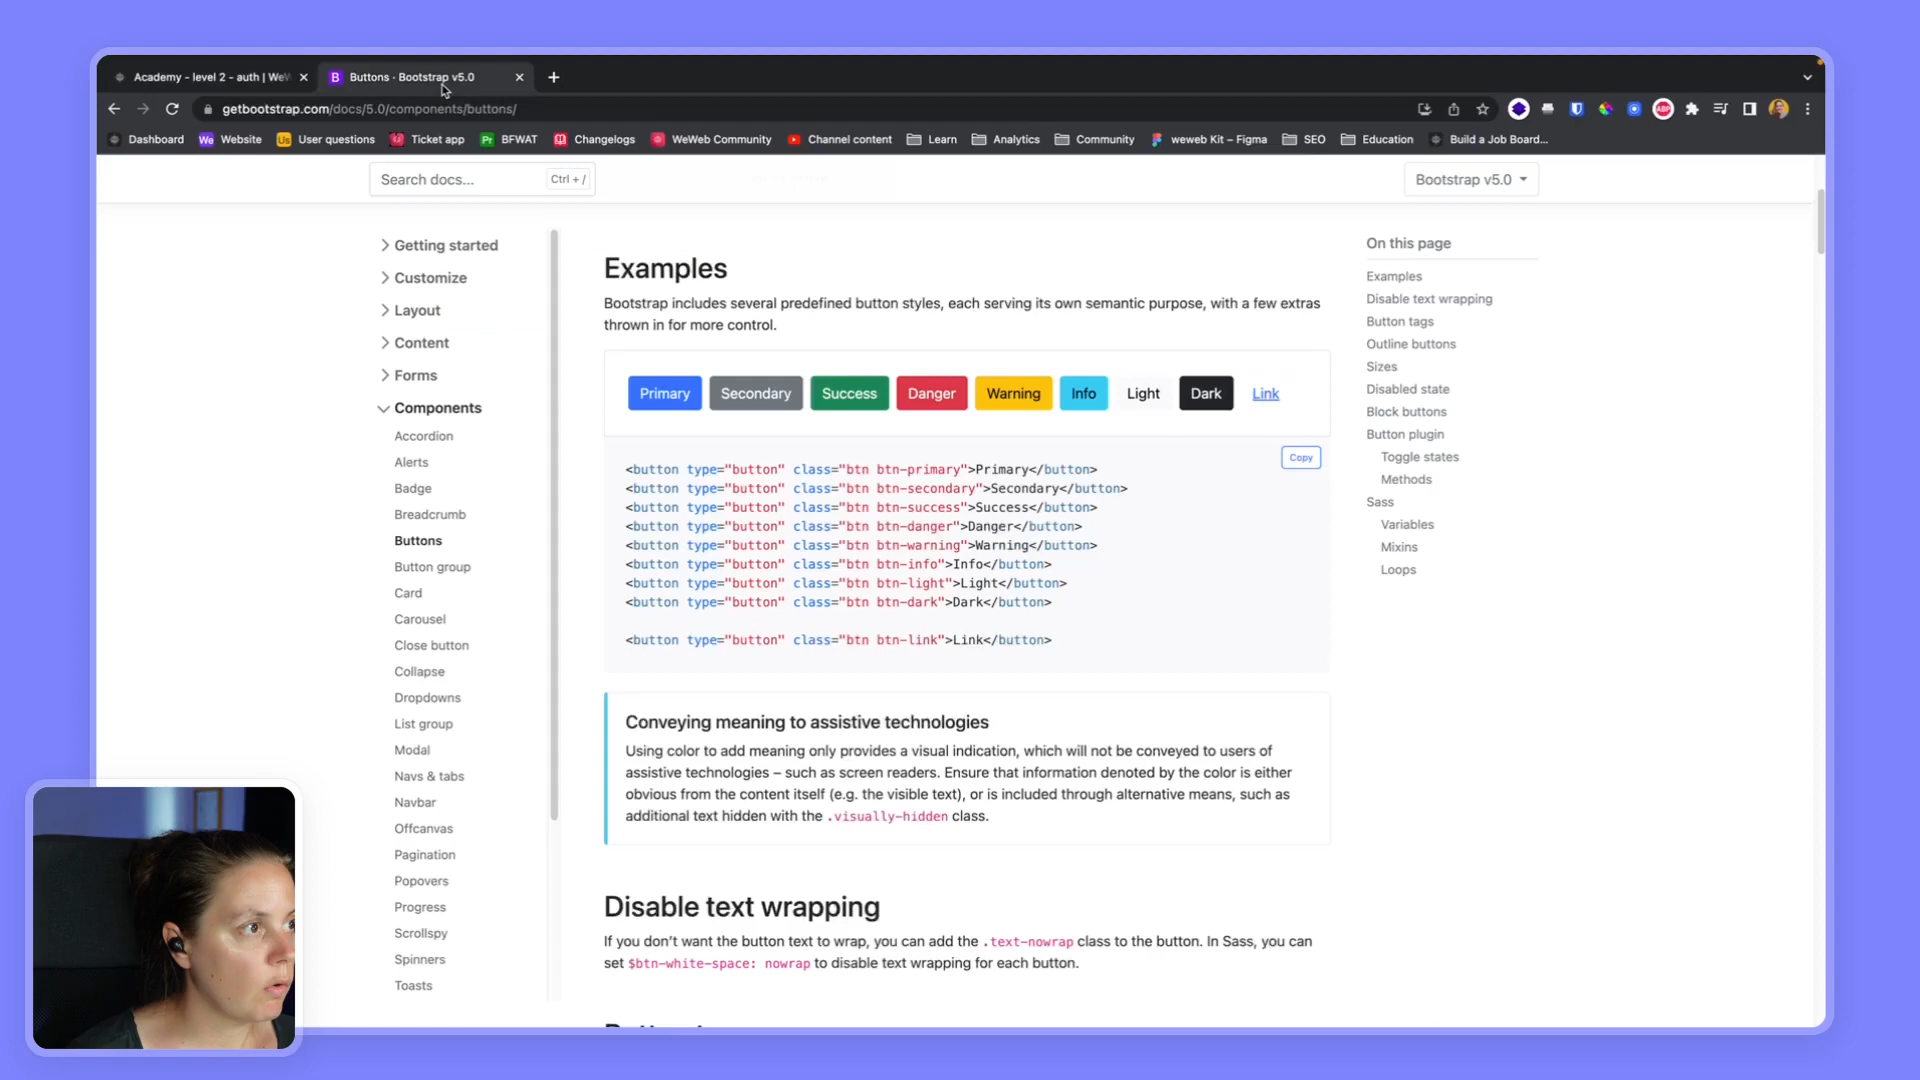 Academy - level 2 - auth | WeW
Buttons · Bootstrap v5.0
getbootstrap.com/docs/5.0/components/buttons/
Dashboard
We Website
Us User questions
Ticket app
Pr BFWAT
Changelogs
WeWeb Community
Channel content
Learn
Analytics
Community
weweb Kit – Figma
SEO
Education
Build a Job Board...
ABP
Search docs...
Ctrl + /
Bootstrap v5.0
Getting started
Customize
Layout
Content
Forms
Components
Accordion
Alerts
Badge
Breadcrumb
Buttons
Button group
Card
Carousel
Close button
Collapse
Dropdowns
List group
Modal
Navs & tabs
Navbar
Offcanvas
Pagination
Popovers
Progress
Scrollspy
Spinners
Toasts
Examples
Bootstrap includes several predefined button styles, each serving its own semantic purpose, with a few extras
thrown in for more control.
Primary Secondary Success Danger Warning Info Light Dark Link
Copy
<button type="button" class="btn btn-primary">Primary</button>
<button type="button" class="btn btn-secondary">Secondary</button>
<button type="button" class="btn btn-success">Success</button>
<button type="button" class="btn btn-danger">Danger</button>
<button type="button" class="btn btn-warning">Warning</button>
<button type="button" class="btn btn-info">Info</button>
<button type="button" class="btn btn-light">Light</button>
<button type="button" class="btn btn-dark">Dark</button>
<button type="button" class="btn btn-link">Link</button>
Conveying meaning to assistive technologies
Using color to add meaning only provides a visual indication, which will not be conveyed to users of
assistive technologies – such as screen readers. Ensure that information denoted by the color is either
obvious from the content itself (e.g. the visible text), or is included through alternative means, such as
additional text hidden with the .visually-hidden class.
Disable text wrapping
If you don't want the button text to wrap, you can add the .text-nowrap class to the button. In Sass, you can
set $btn-white-space: nowrap to disable text wrapping for each button.
On this page
Examples
Disable text wrapping
Button tags
Outline buttons
Sizes
Disabled state
Block buttons
Button plugin
Toggle states
Methods
Sass
Variables
Mixins
Loops